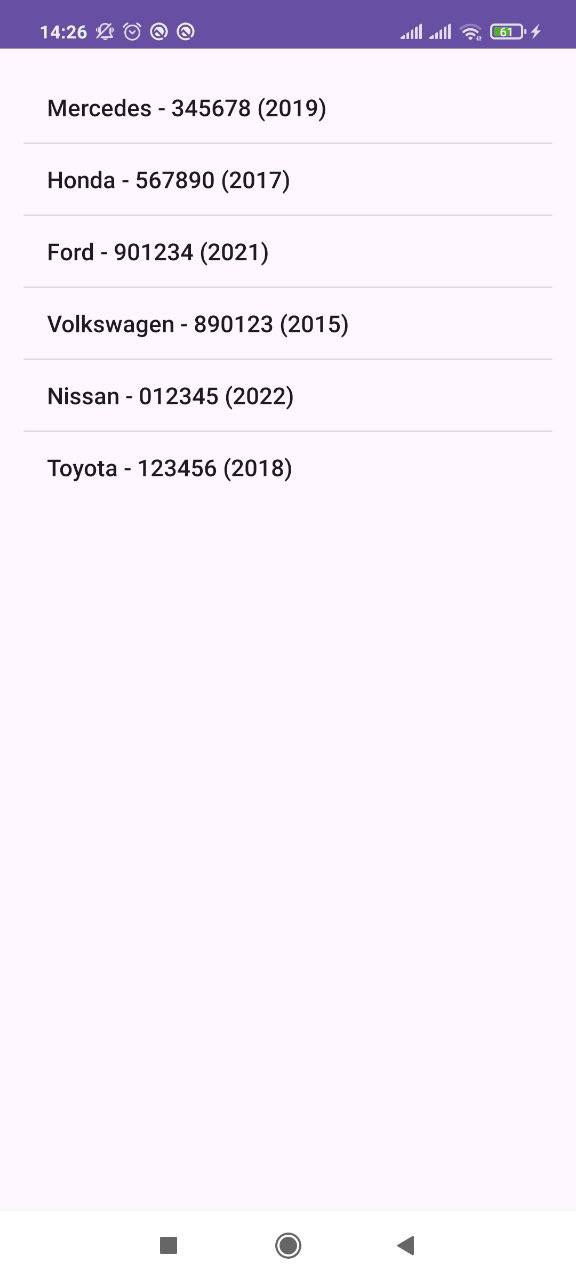 14:26
61
Mercedes - 345678 (2019)
Honda - 567890 (2017)
Ford - 901234 (2021)
Volkswagen - 890123 (2015)
Nissan - 012345 (2022)
Toyota - 123456 (2018)